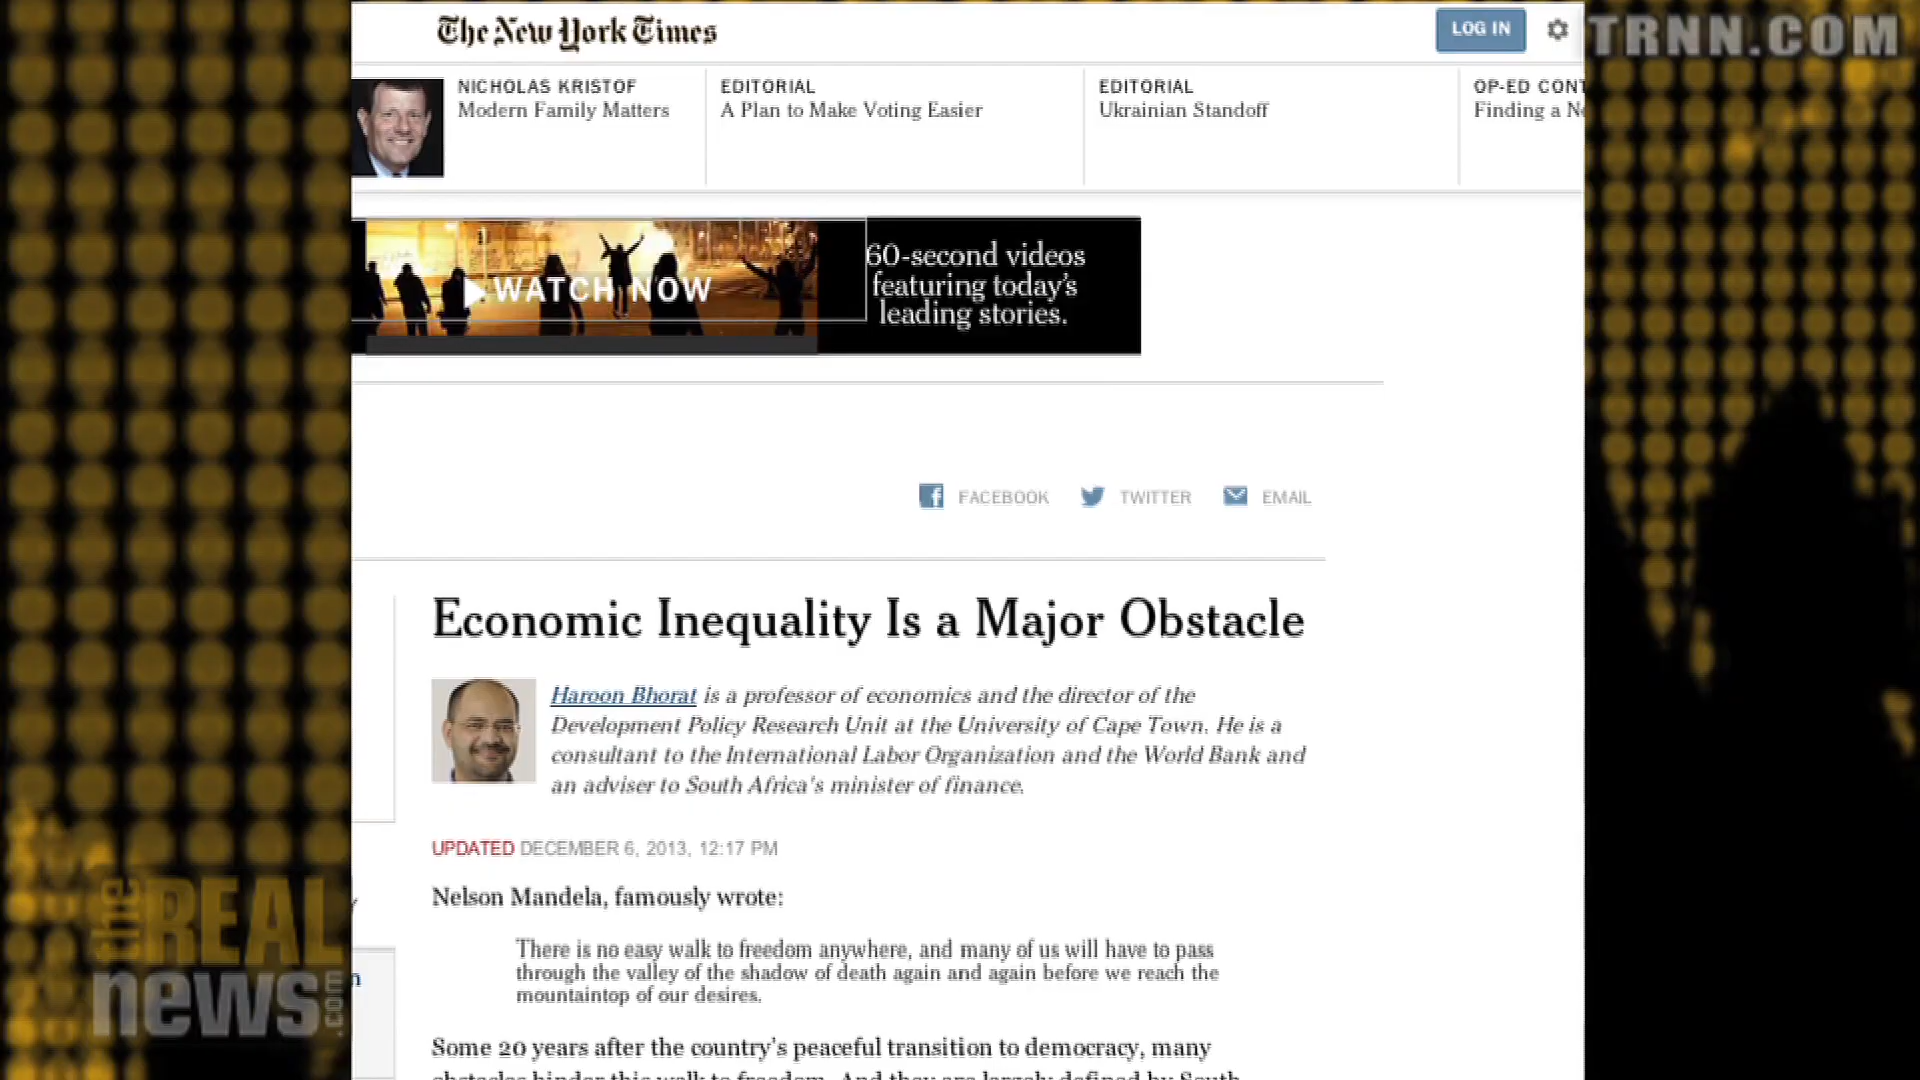 The New York Times
LOG IN
TRNN.COM
NICHOLAS KRISTOF
Modern Family Matters
EDITORIAL
A Plan to Make Voting Easier
EDITORIAL
Ukrainian Standoff
OP-ED
Finding a
WATCH NOW
60-second videos
featuring today's
leading stories.
FACEBOOK
TWITTER
EMAIL
Economic Inequality Is a Major Obstacle
Haroon Bhorat is a professor of economics and the director of the
Development Policy Research Unit at the University of Cape Town. He is a
consultant to the International Labor Organization and the World Bank and
an adviser to South Africa's minister of finance.
UPDATED DECEMBER 6, 2013, 12:17 PM
Nelson Mandela, famously wrote:
There is no easy walk to freedom anywhere, and many of us will have to pass
through the valley of the shadow of death again and again before we reach the
mountaintop of our desires.
Some 20 years after the country's peaceful transition to democracy, many
the REAL
news.com